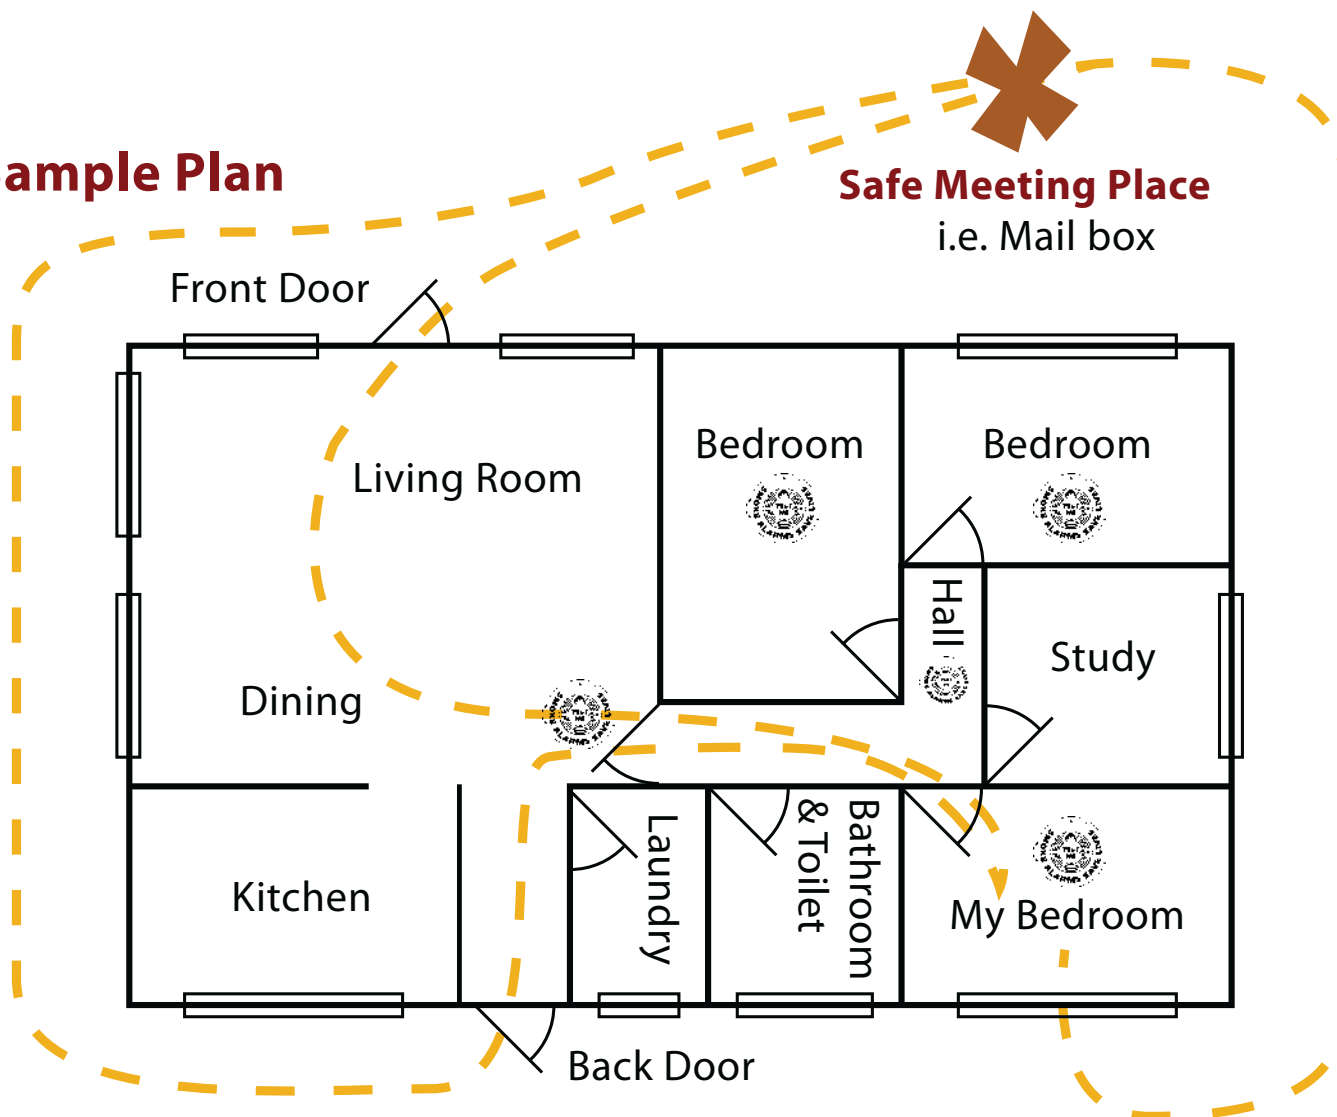 Sample Plan
Safe Meeting Place
i.e. Mail box
Front Door
Living Room
Bedroom
Bedroom
Hall
Study
Dining
Kitchen
Laundry
Bathroom
& Toilet
My Bedroom
Back Door